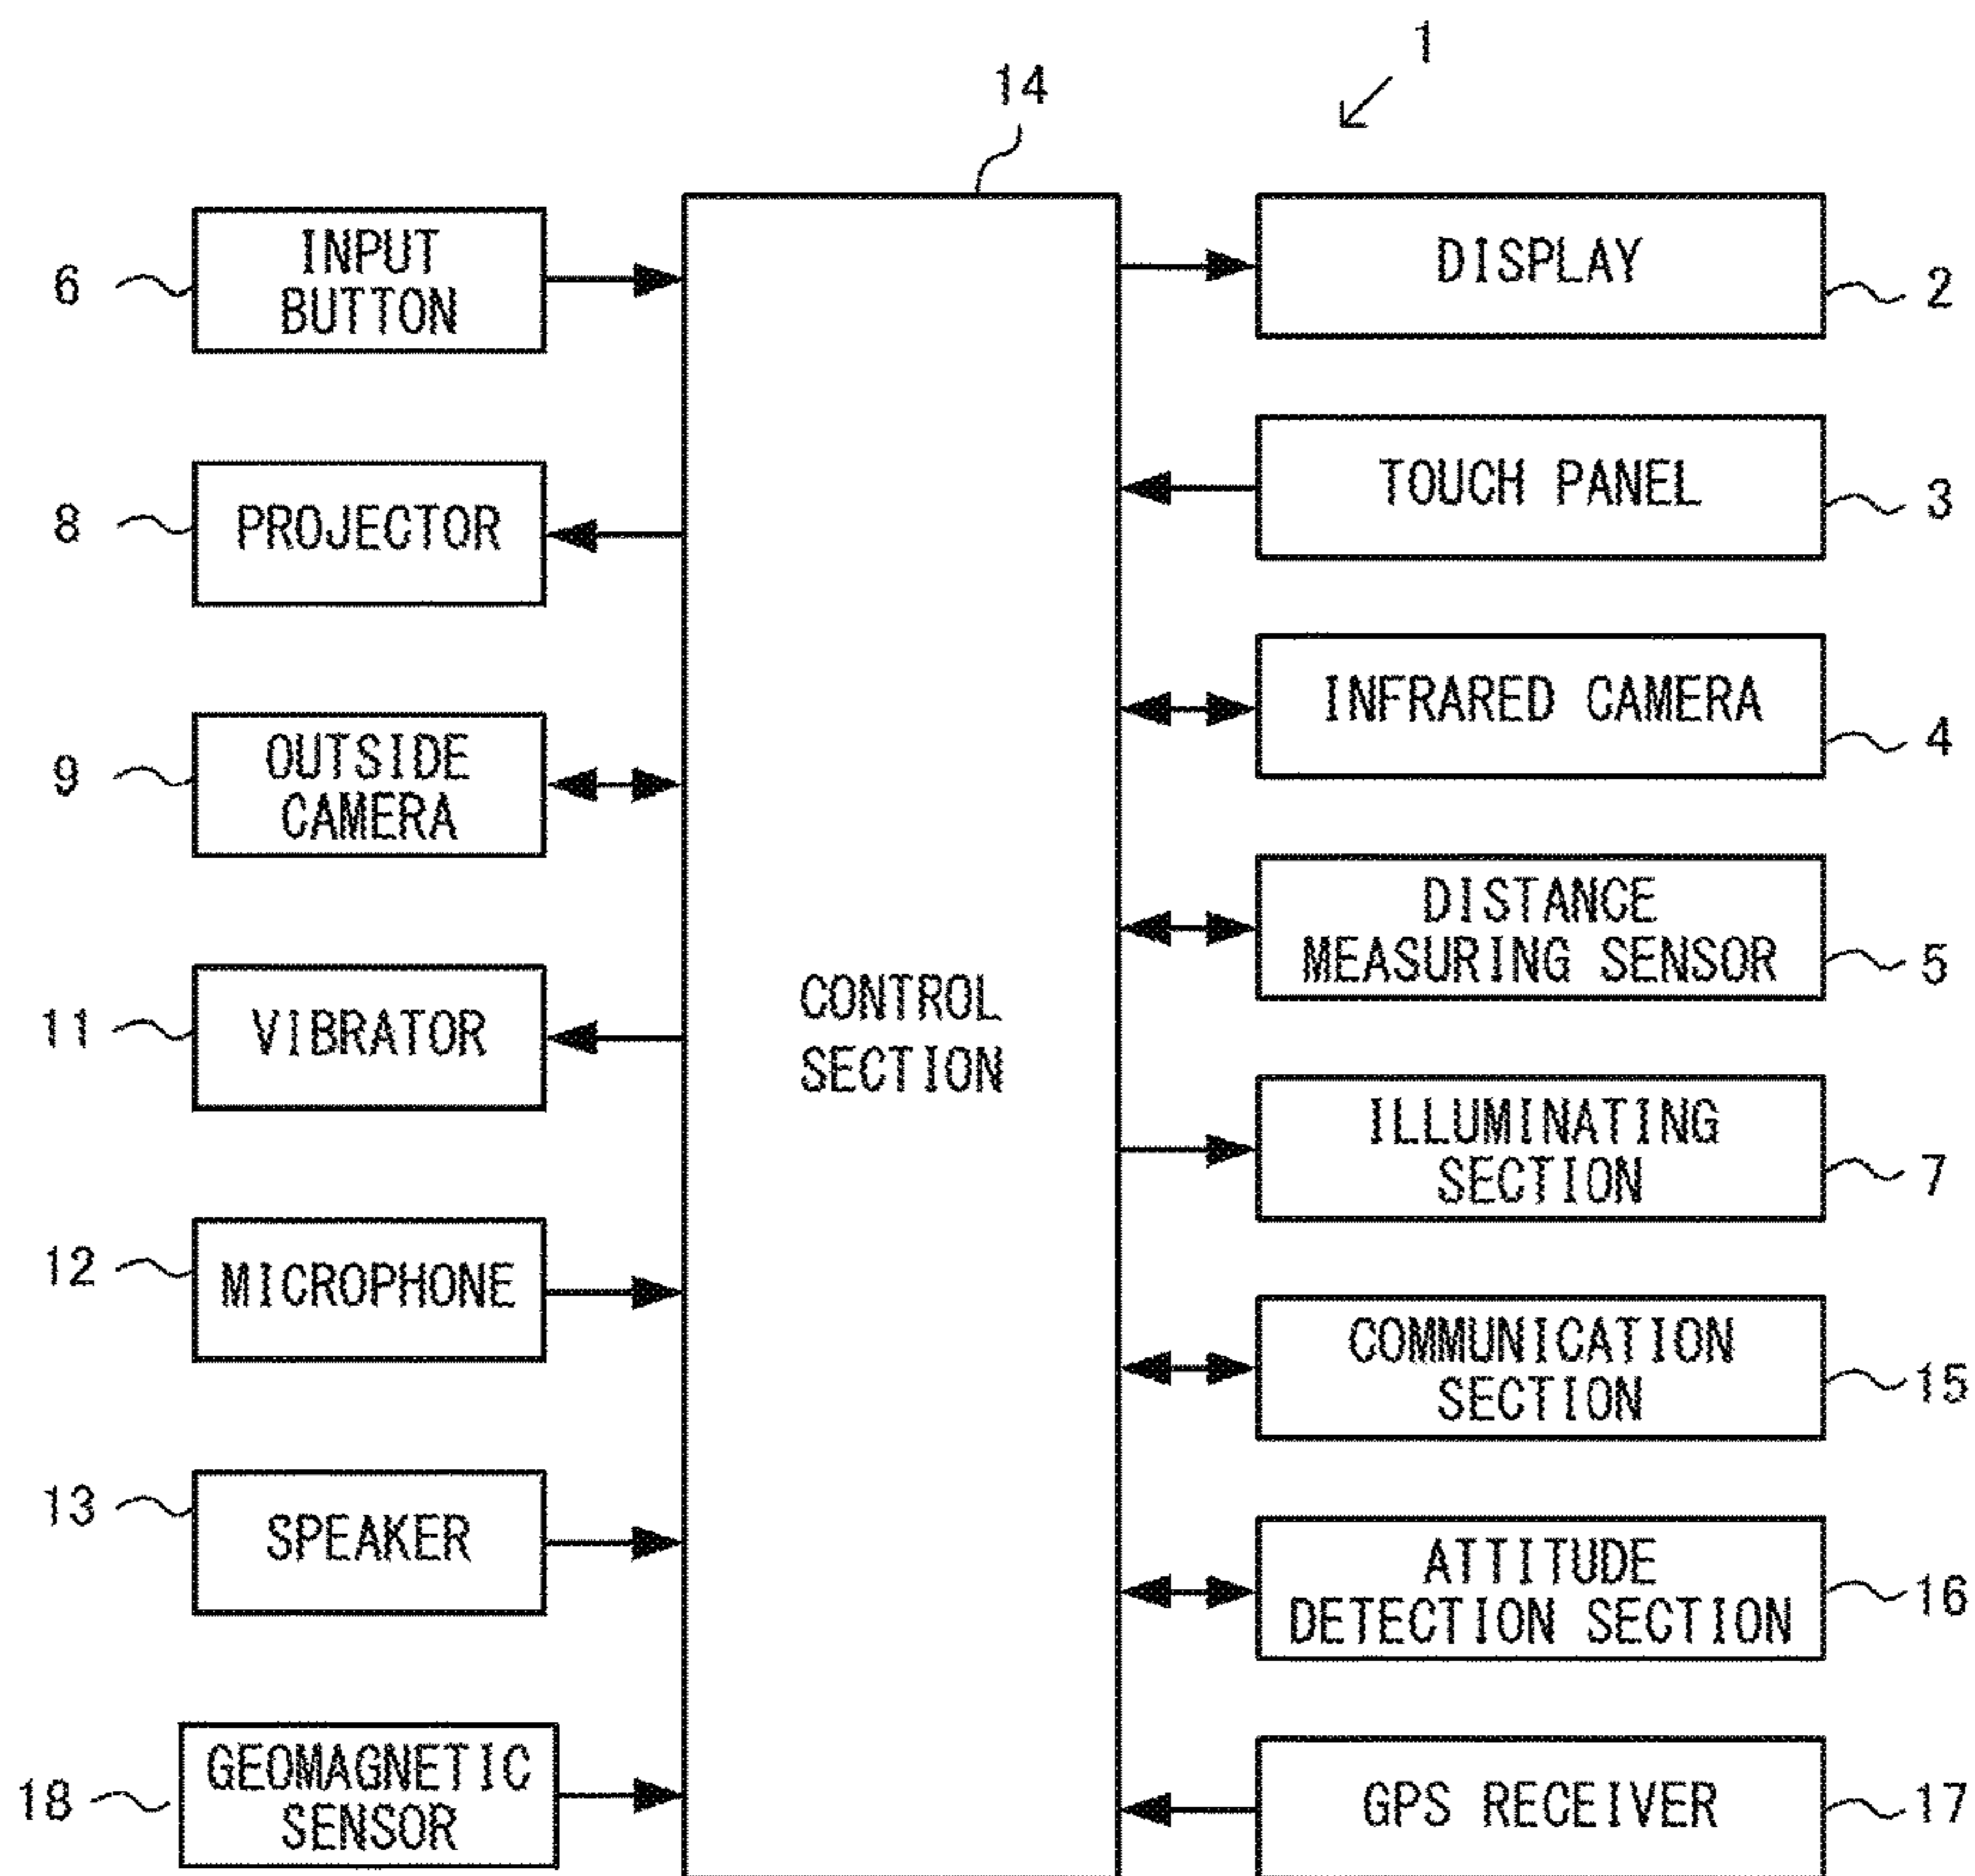 1
14
INPUT
BUTTON
6
PROJECTOR
8
OUTSIDE
CAMERA
9
VIBRATOR
11
MICROPHONE
12
SPEAKER
13
GEOMAGNETIC
SENSOR
18
CONTROL
SECTION
DISPLAY
2
TOUCH PANEL
3
INFRARED CAMERA
4
DISTANCE
MEASURING SENSOR
5
ILLUMINATING
SECTION
7
COMMUNICATION
SECTION
15
ATTITUDE
DETECTION SECTION
16
GPS RECEIVER
17